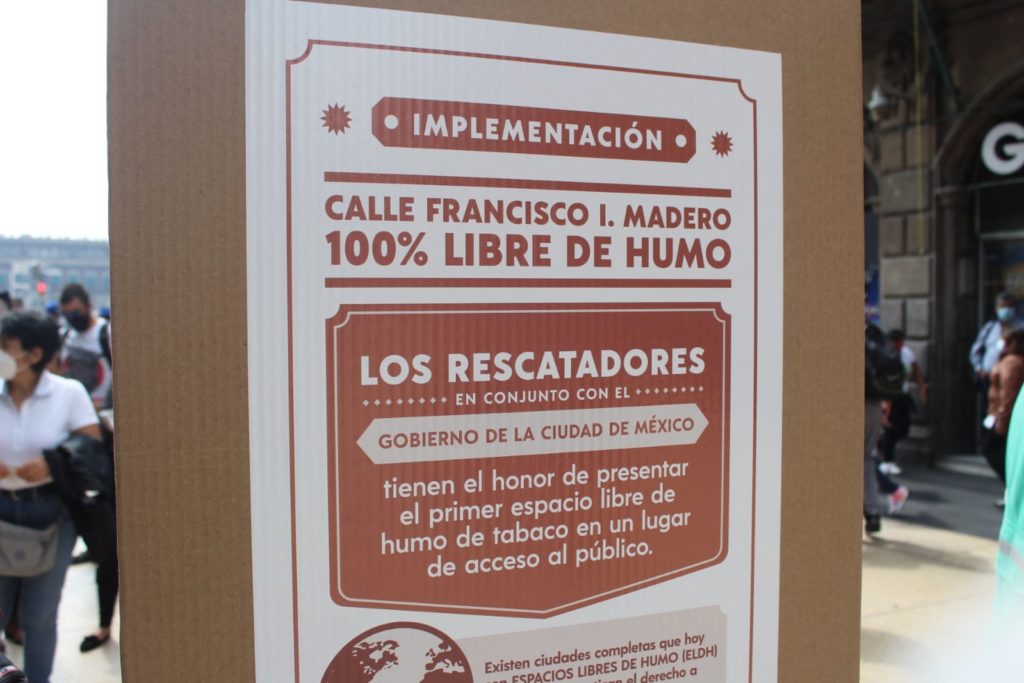 IMPLEMENTACIÓN
CALLE FRANCISCO I. MADERO
100% LIBRE DE HUMO
LOS RESCATADORES
EN CONJUNTO CON EL
GOBIERNO DE LA CIUDAD DE MÉXICO
tienen el honor de presentar
el primer espacio libre de
humo de tabaco en un lugar
de acceso al público.
Existen ciudades completas que hoy
ESPACIOS LIBRES DE HUMO (ELDH)
el derecho a
G